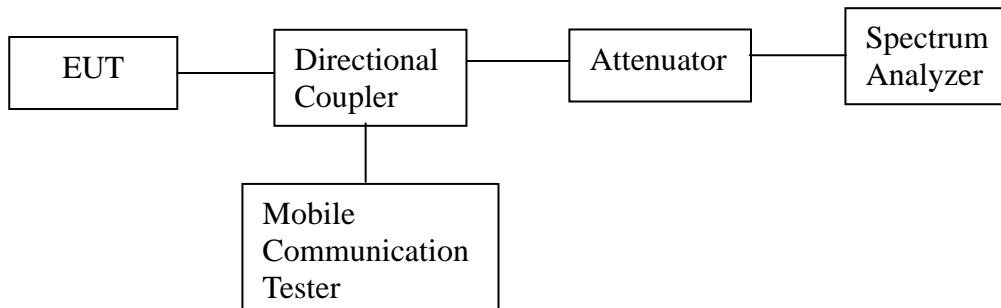 EUT
Directional
Coupler
Attenuator
Spectrum
Analyzer
Mobile
Communication
Tester